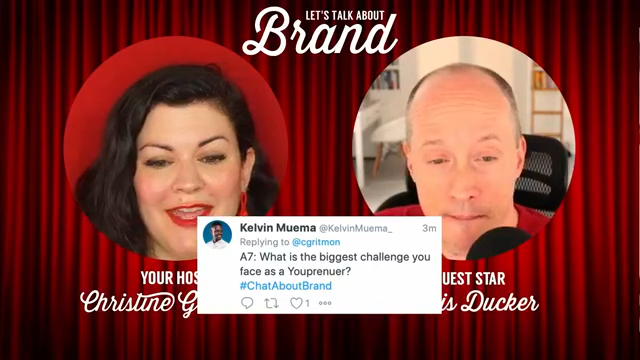 LET'S TALK ABOUT
Brand
Kelvin Muema @KelvinMuema_ 3m
Replying to @cgritmon
A7: What is the biggest challenge you
face as a Youprenuer?
#ChatAboutBrand
1
YOUR HOS
UEST STAR
Christine G
is Ducker